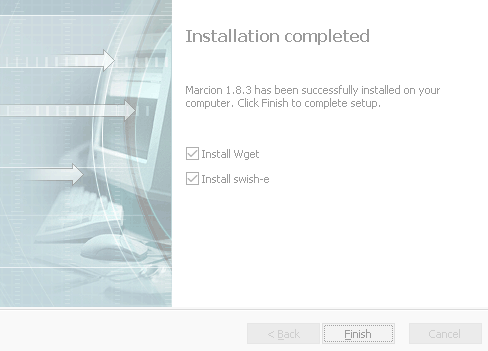 Installation completed
Marcion 1.8.3 has been successfully installed on your
computer. Click Finish to complete setup.
Install Wget
Install swish-e
< Back
Finish
Cancel